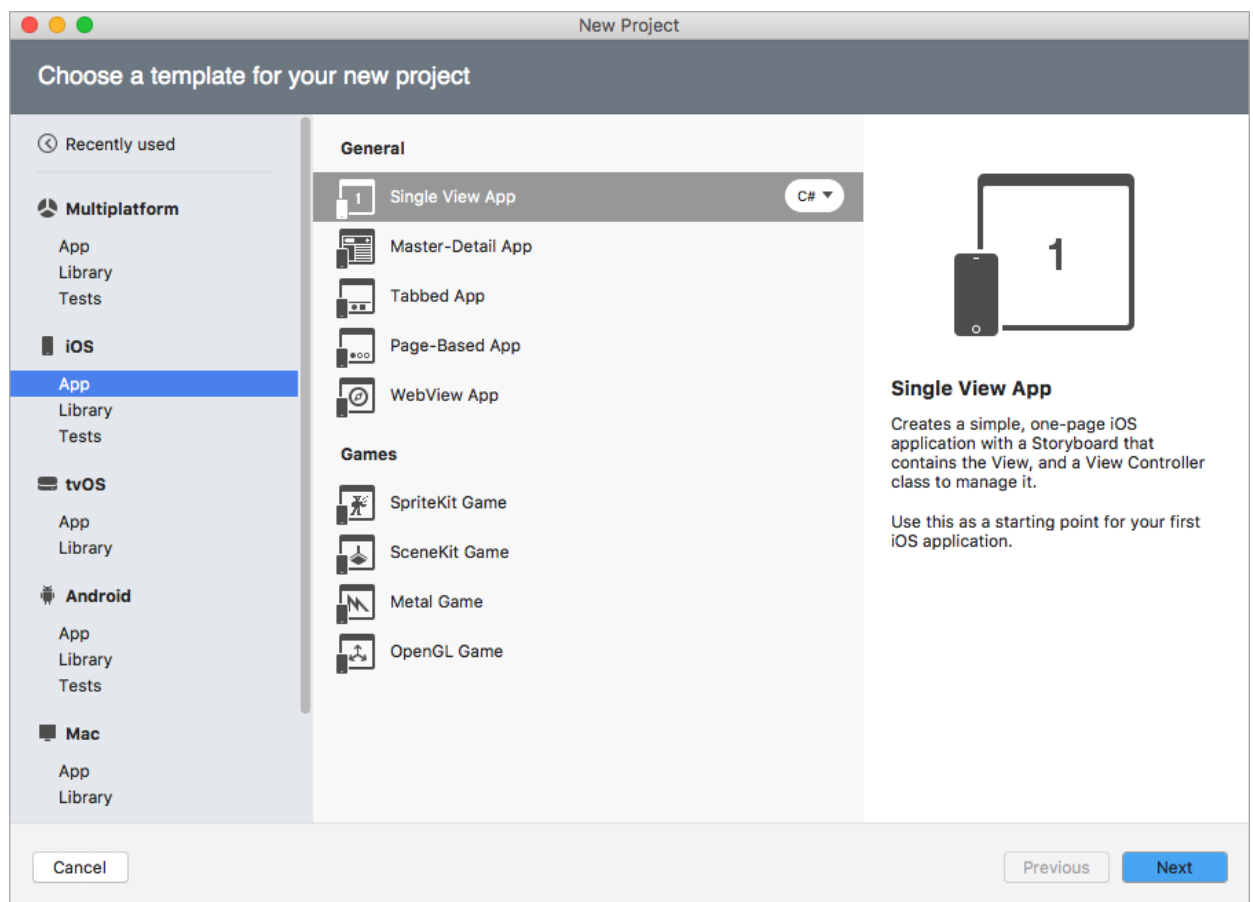 New Project
Choose a template for your new project
Recently used
Multiplatform
App
Library
Tests
iOS
App
Library
Tests
tvOS
App
Library
Android
App
Library
Tests
Mac
App
Library
General
1
Single View App
C#
Master-Detail App
Tabbed App
Page-Based App
WebView App
Games
SpriteKit Game
SceneKit Game
Metal Game
OpenGL Game
1
Single View App
Creates a simple, one-page iOS
application with a Storyboard that
contains the View, and a View Controller
class to manage it.
Use this as a starting point for your first
iOS application.
Cancel
Previous
Next